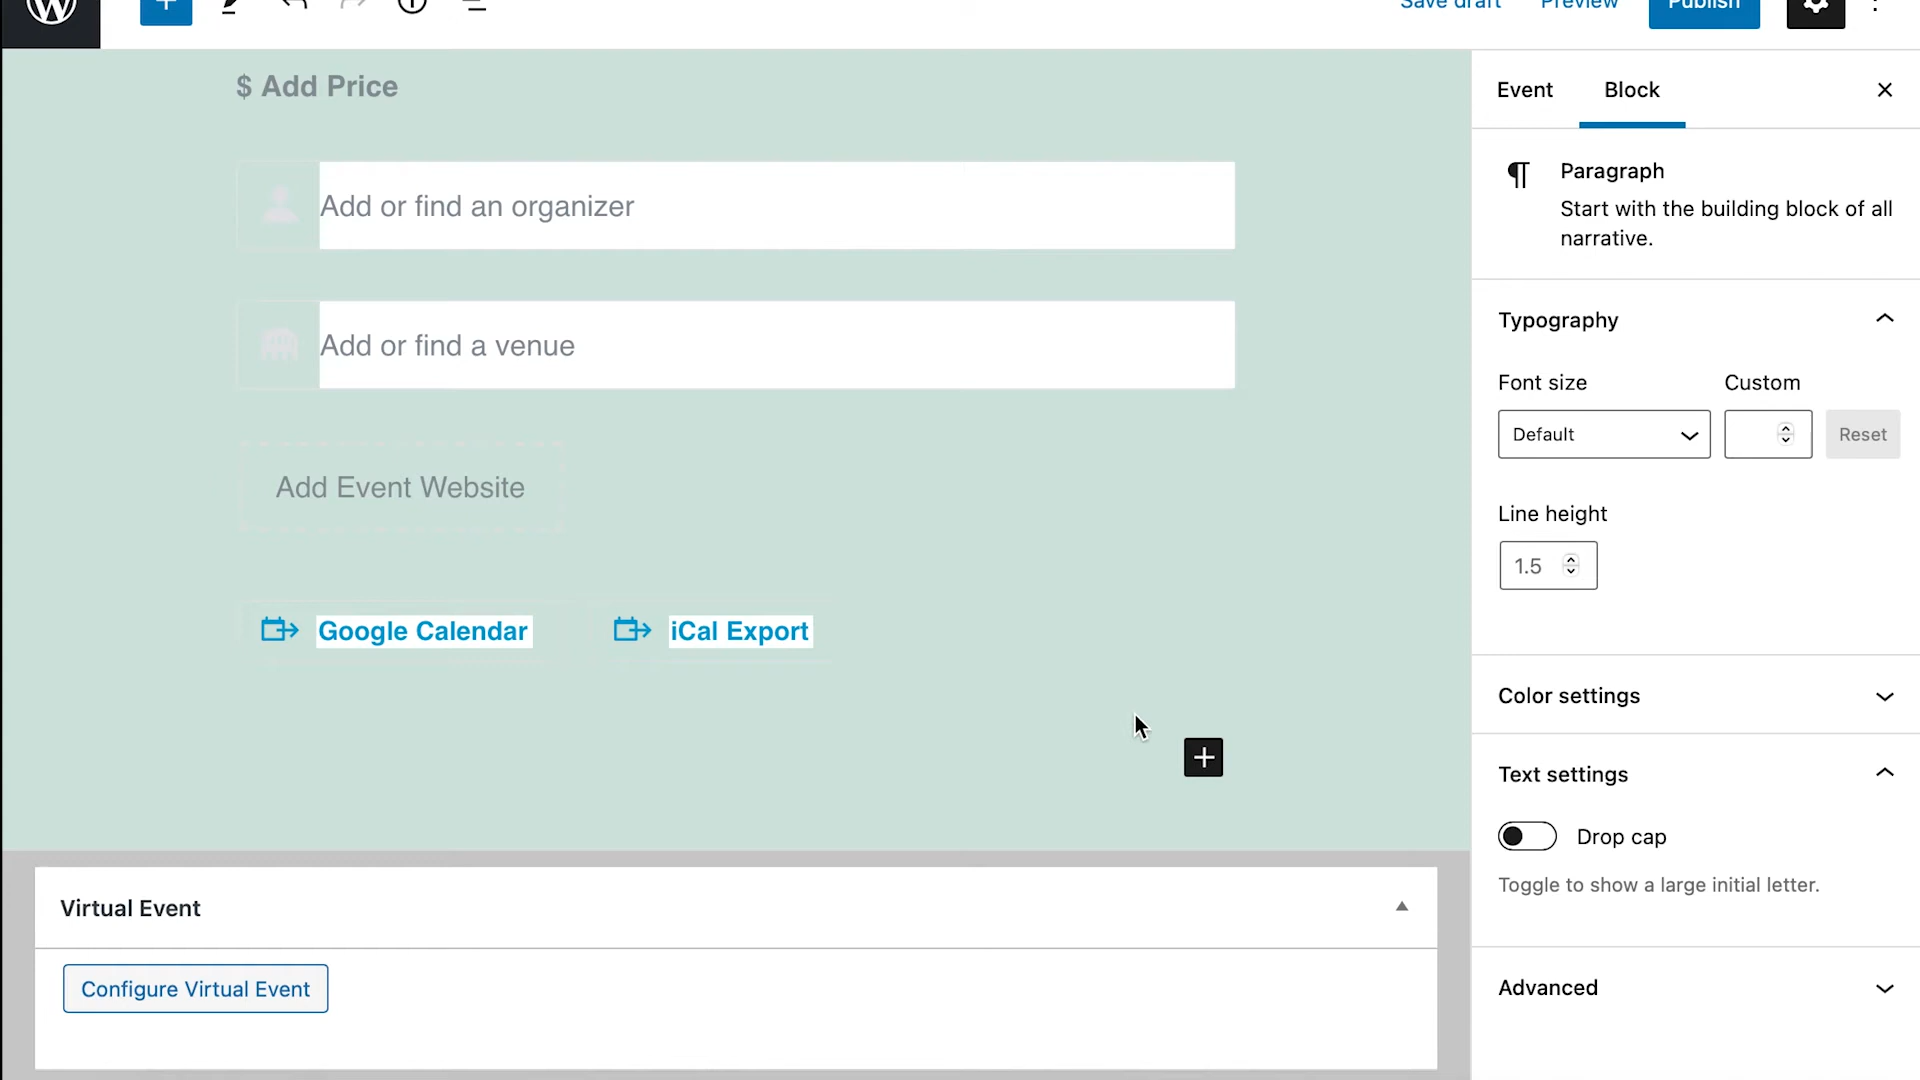 Save draft
Preview
Publish
$ Add Price
Add or find an organizer
Add or find a venue
Add Event Website
Google Calendar
iCal Export
Virtual Event
Configure Virtual Event
Event
Block
Paragraph
Start with the building block of all
narrative.
Typography
Font size
Custom
Default
Reset
Line height
1.5
Color settings
Text settings
Drop cap
Toggle to show a large initial letter.
Advanced